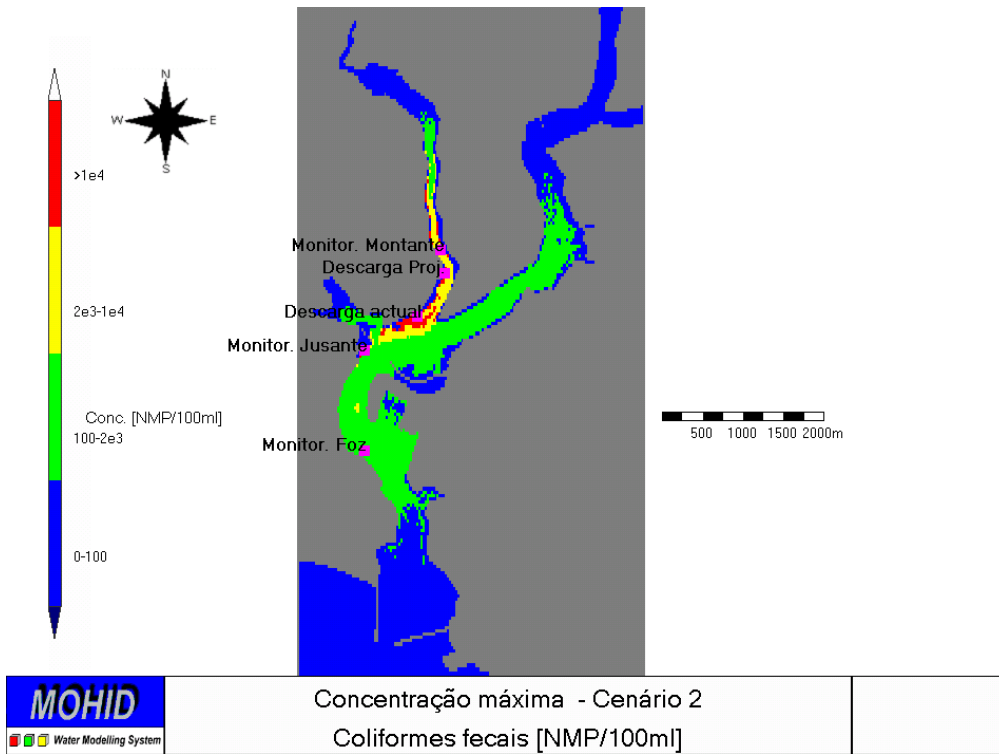 N
W E
S
>1e4
2e3-1e4
Conc. [NMP/100ml]
100-2e3
0-100
Monitor. Montante
Descarga Proj.
Descarga actual
Monitor. Jusante
Monitor. Foz
500 1000 1500 2000m
MOHID
Water Modelling System
Concentração máxima - Cenário 2
Coliformes fecais [NMP/100ml]